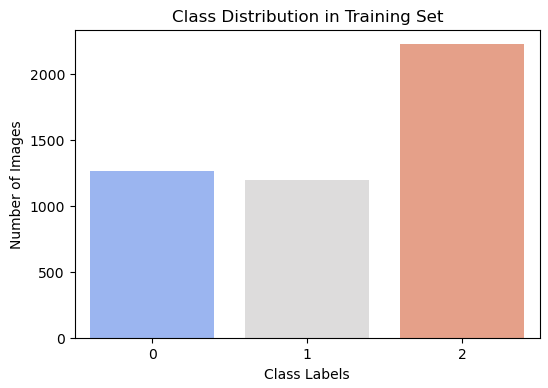 Class Distribution in Training Set
Number of Images
2000
1500
1000
500
0
0 1 2
Class Labels